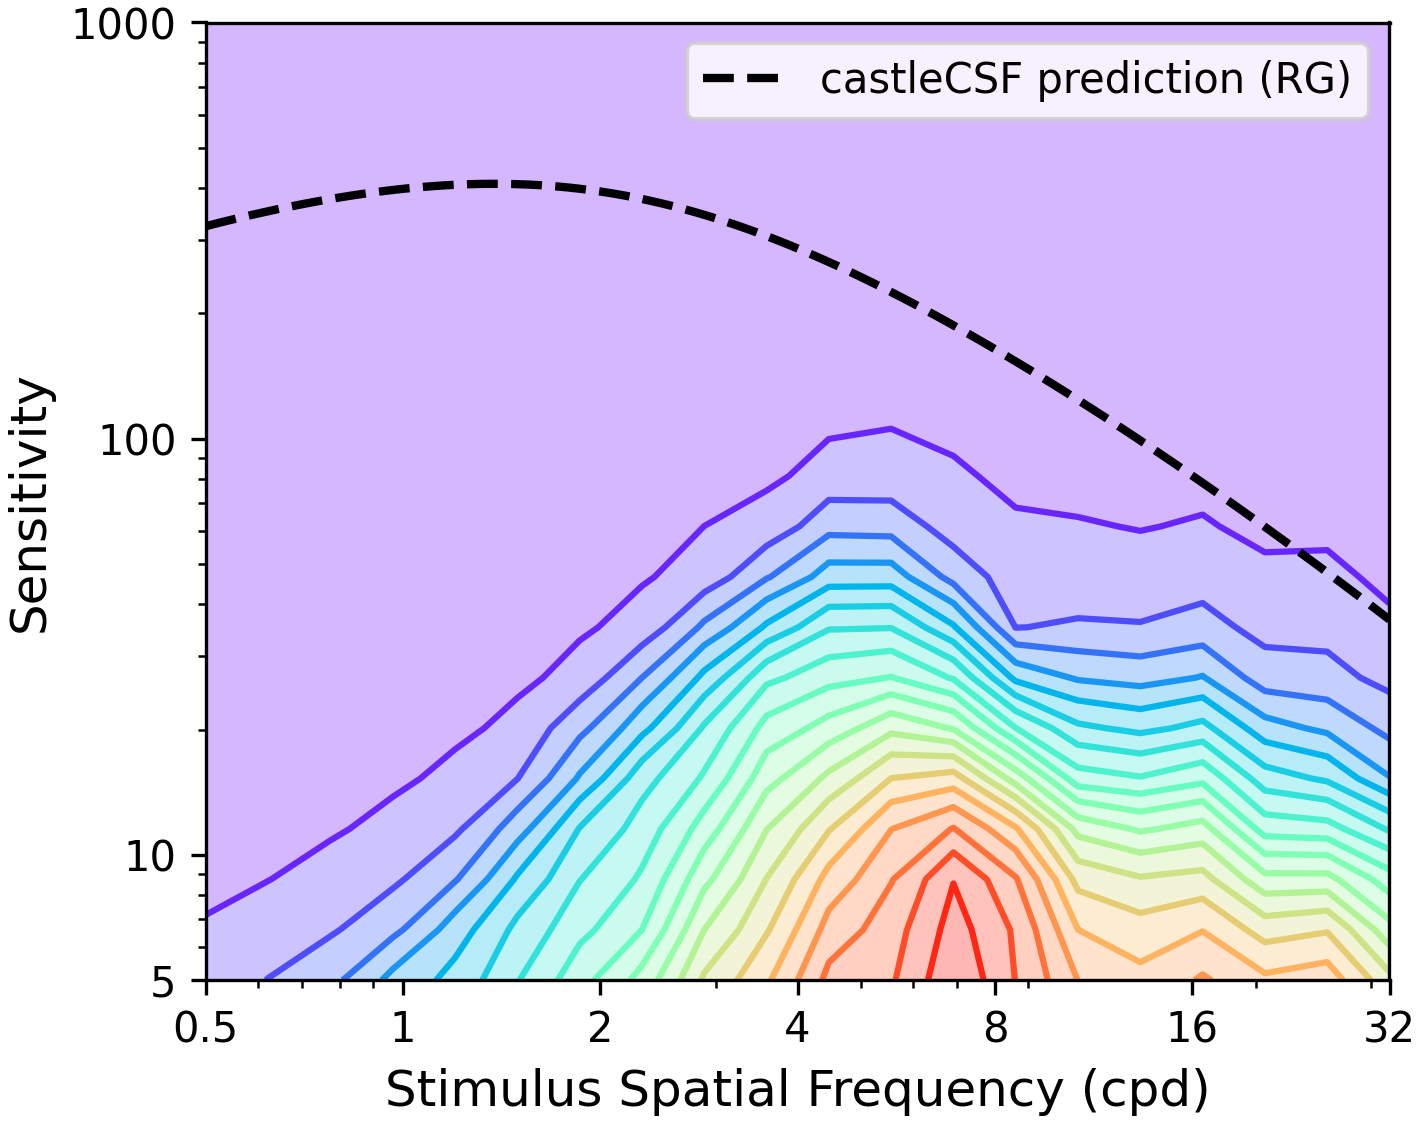 1000
castleCSF prediction (RG)
100
Sensitivity
10
5
0.5 1 2 4 8 16 32
Stimulus Spatial Frequency (cpd)